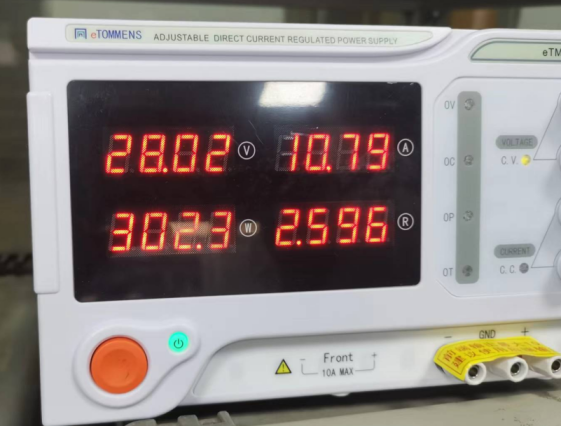 eTOMMENS ADJUSTABLE DIRECT CURRENT REGULATED POWER SUPPLY
eTM
28.02 V 10.79 A
302.3 W 2.596 R
OV
OC
OP
OT
VOLTAGE
C.V.
CURRENT
C.C.
Front
10A MAX
- GND +